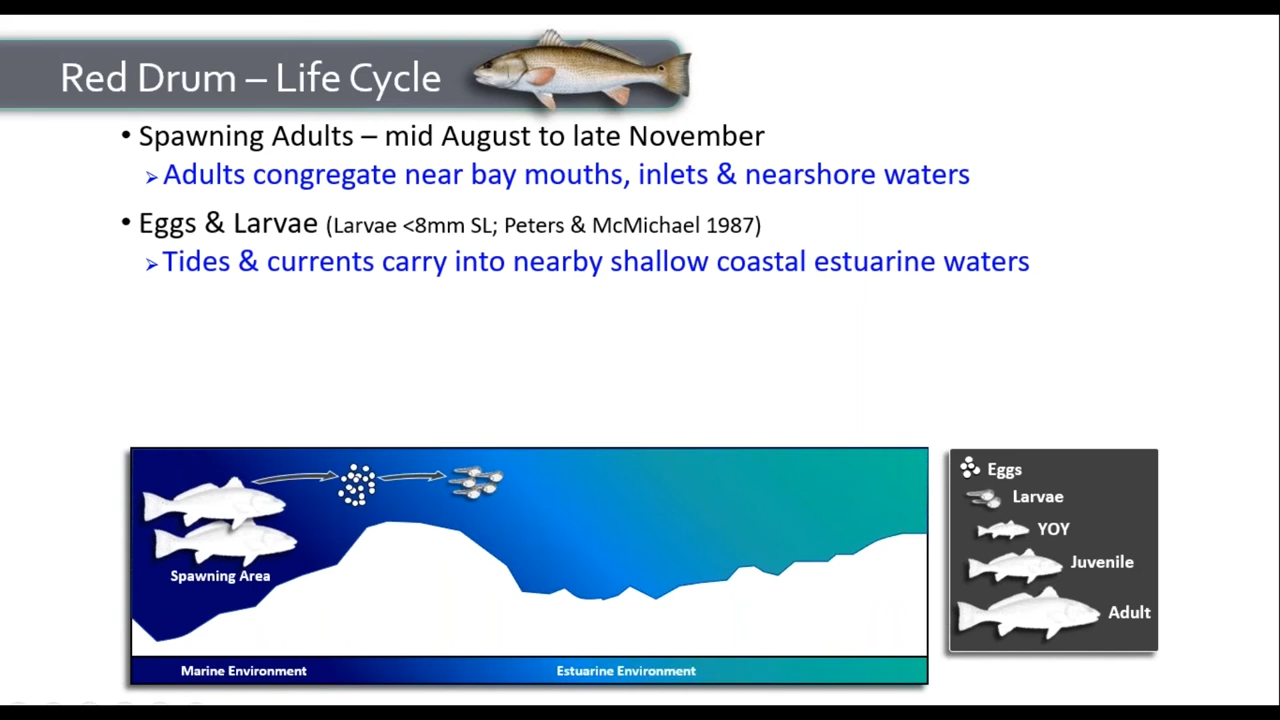 Red Drum – Life Cycle
• Spawning Adults – mid August to late November
➢ Adults congregate near bay mouths, inlets & nearshore waters
• Eggs & Larvae (Larvae <8mm SL; Peters & McMichael 1987)
➢ Tides & currents carry into nearby shallow coastal estuarine waters
Spawning Area
Marine Environment
Estuarine Environment
Eggs
Larvae
YOY
Juvenile
Adult